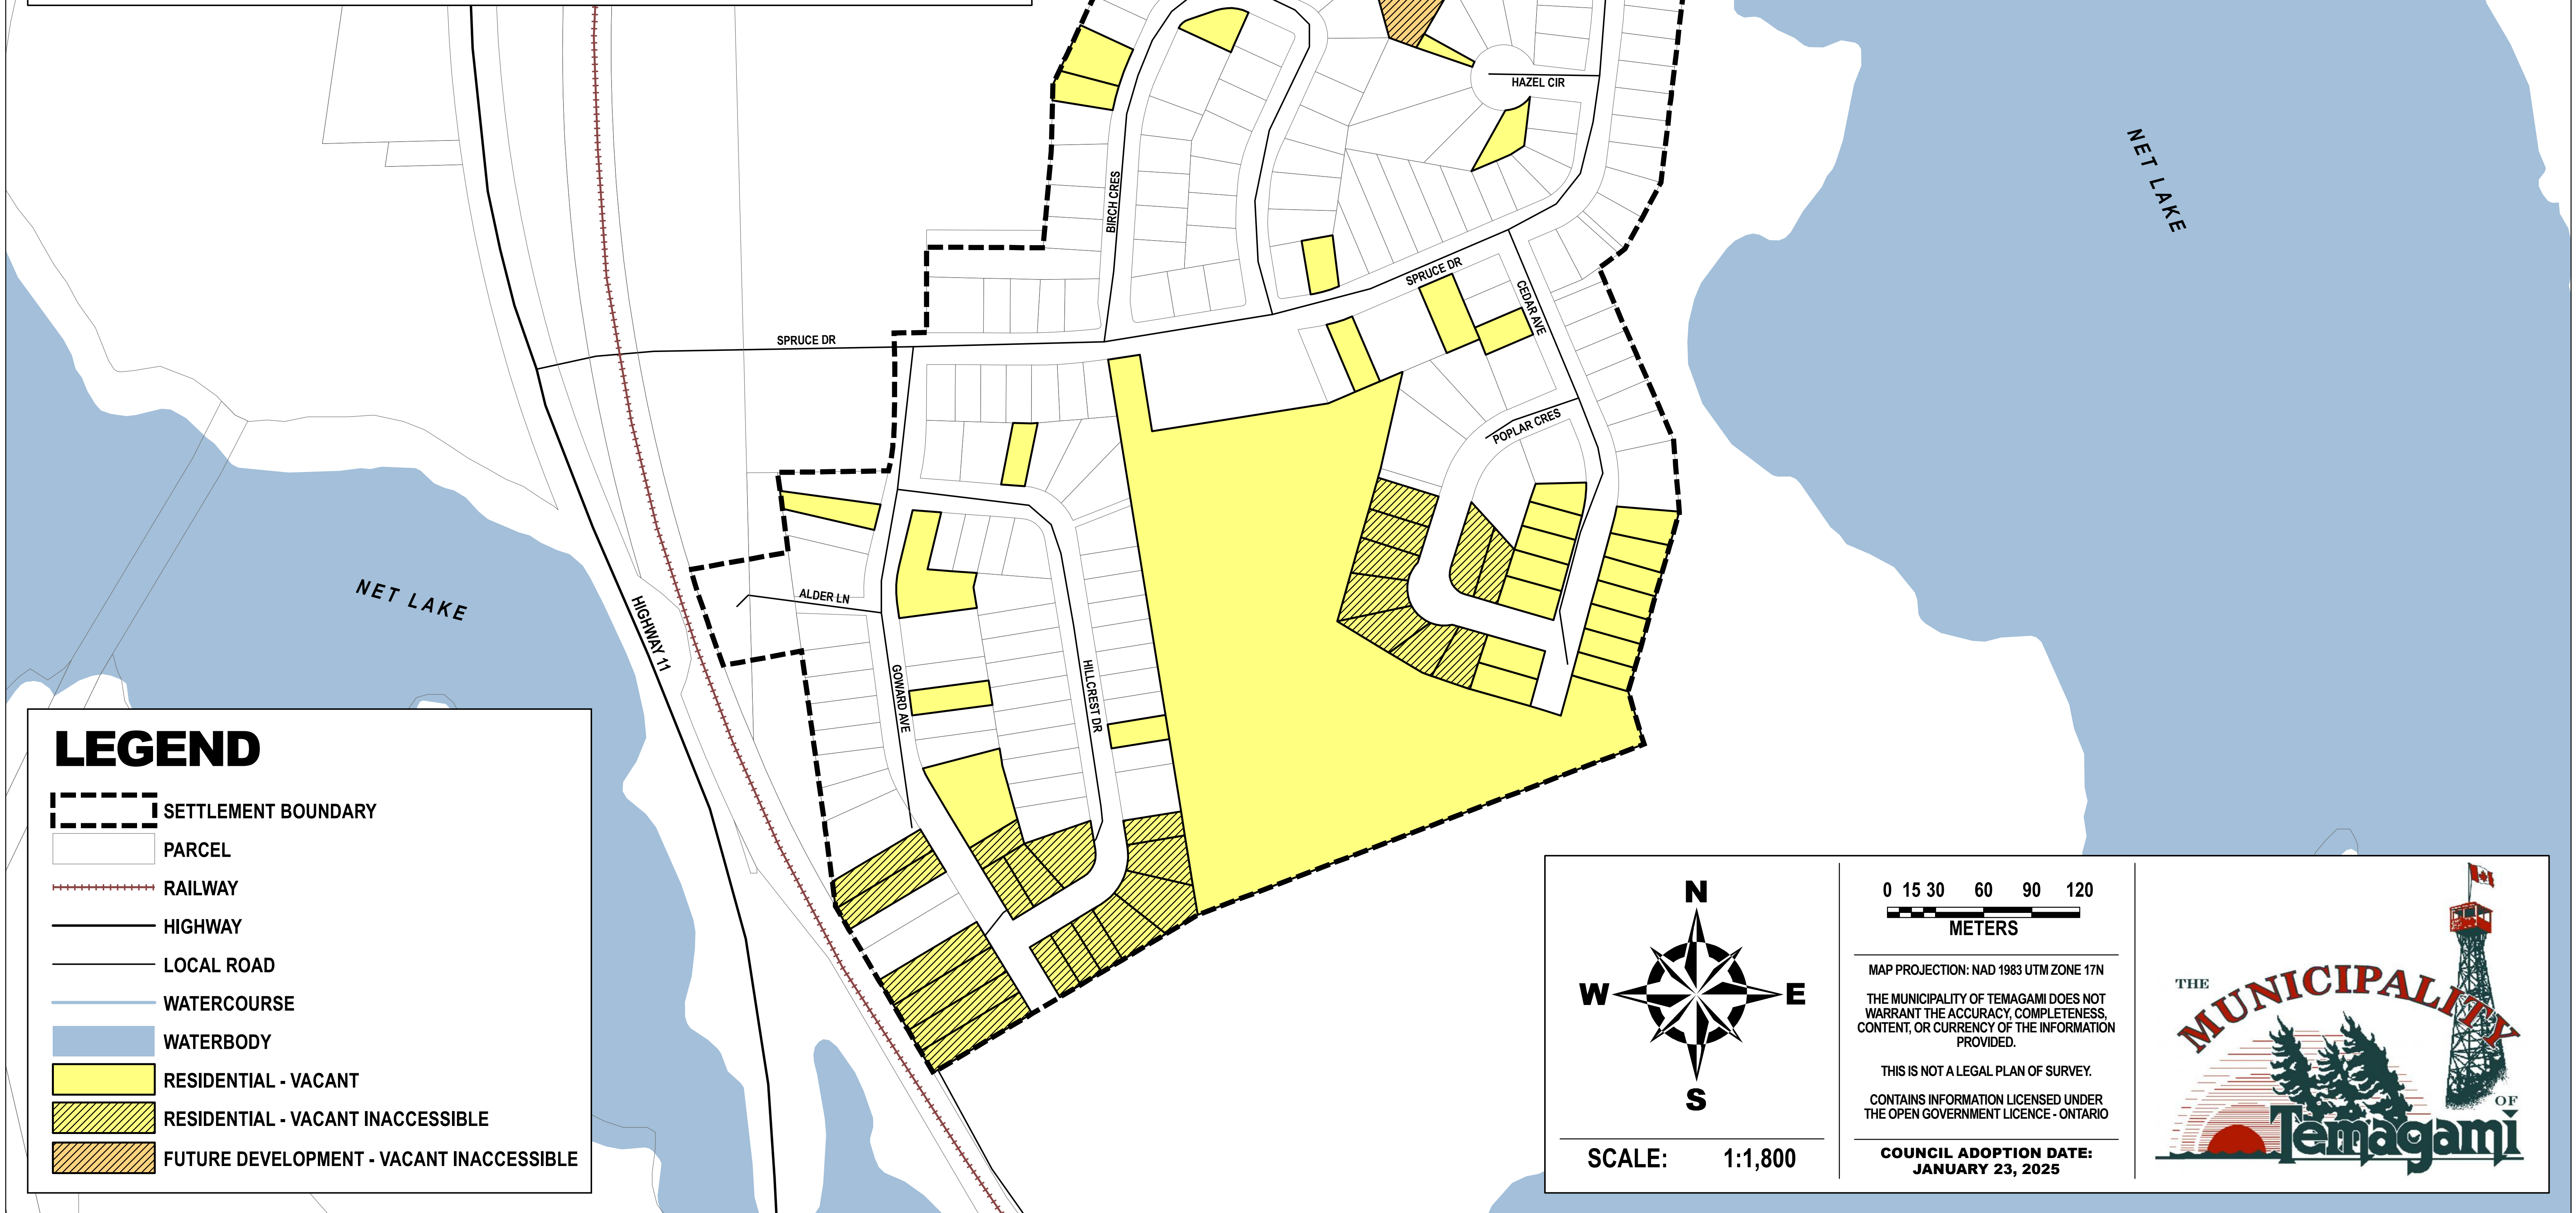 HAZEL CIR
NET LAKE
BIRCH CRES
SPRUCE DR
CEDAR AVE
SPRUCE DR
POPLAR CRES
NET LAKE
HIGHWAY 11
ALDER LN
GOWARD AVE
HILLCREST DR
LEGEND
SETTLEMENT BOUNDARY
PARCEL
RAILWAY
HIGHWAY
LOCAL ROAD
WATERCOURSE
WATERBODY
RESIDENTIAL - VACANT
RESIDENTIAL - VACANT INACCESSIBLE
FUTURE DEVELOPMENT - VACANT INACCESSIBLE
N
W E
S
SCALE: 1:1,800
0 15 30 60 90 120
METERS
MAP PROJECTION: NAD 1983 UTM ZONE 17N
THE MUNICIPALITY OF TEMAGAMI DOES NOT
WARRANT THE ACCURACY, COMPLETENESS,
CONTENT, OR CURRENCY OF THE INFORMATION
PROVIDED.
THIS IS NOT A LEGAL PLAN OF SURVEY.
CONTAINS INFORMATION LICENSED UNDER
THE OPEN GOVERNMENT LICENCE - ONTARIO
COUNCIL ADOPTION DATE:
JANUARY 23, 2025
THE
MUNICIPALITY
OF
Temagami